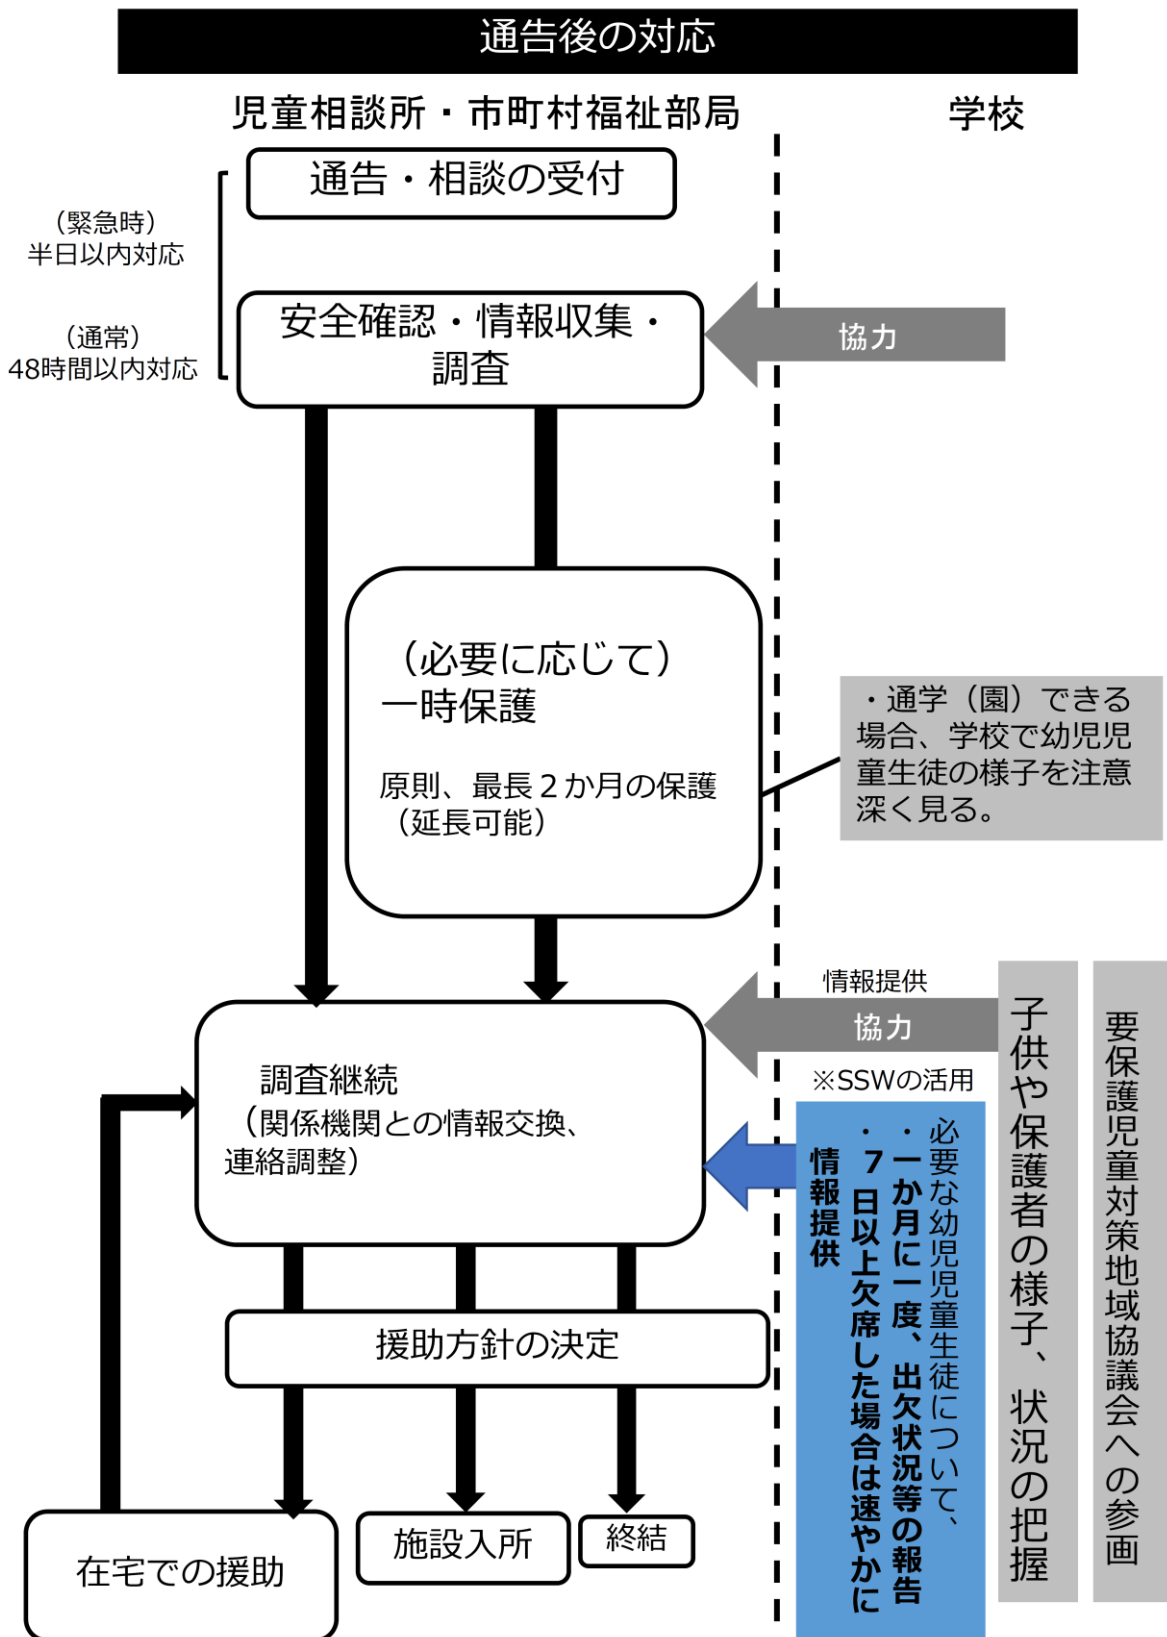 通告後の対応
児童相談所・市町村福祉部局
学校
通告・相談の受付
（緊急時）
半日以内対応
（通常）
48時間以内対応
安全確認・情報収集・
調査
協力
（必要に応じて）
一時保護
原則、最長２か月の保護
（延長可能）
・通学（園）できる
場合、学校で幼児児
童生徒の様子を注意
深く見る。
情報提供
協力
※SSWの活用
調査継続
（関係機関との情報交換、
連絡調整）
必要な幼児児童生徒について、
・一か月に一度、出欠状況等の報告
・７日以上欠席した場合は速やかに
情報提供
子供や保護者の様子、状況の把握
要保護児童対策地域協議会への参画
援助方針の決定
在宅での援助
施設入所
終結